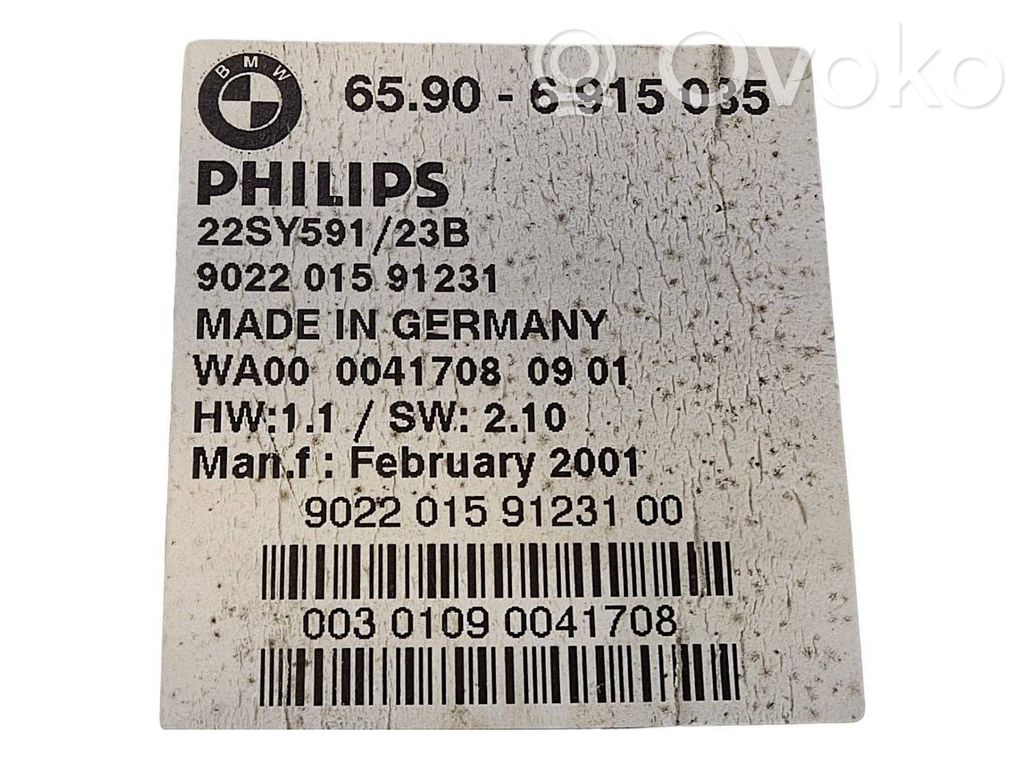 Ovoko
BMW
65.90 - 6 915 035
PHILIPS
22SY591/23B
9022 015 91231
MADE IN GERMANY
WA00 0041708 09 01
HW:1.1 / SW: 2.10
Man.f : February 2001
9022 015 91231 00
003 0109 0041708